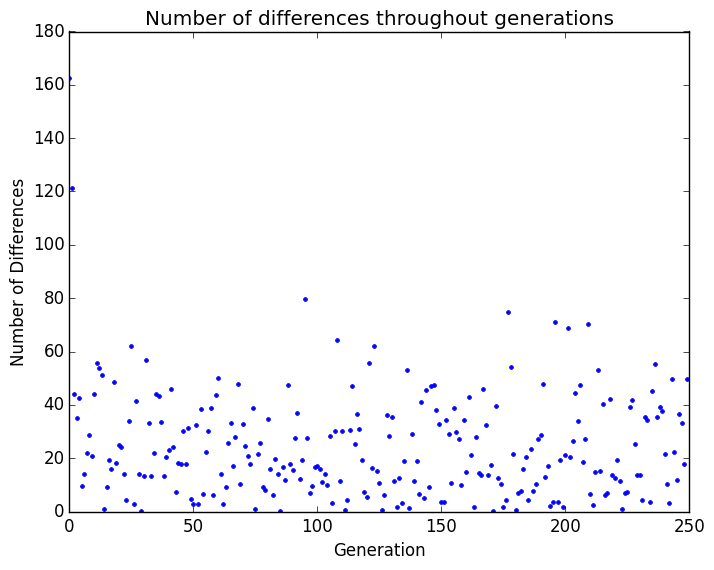 Number of differences throughout generations
180
160
140
120
100
80
60
40
20
0
Number of Differences
0 50 100 150 200 250
Generation